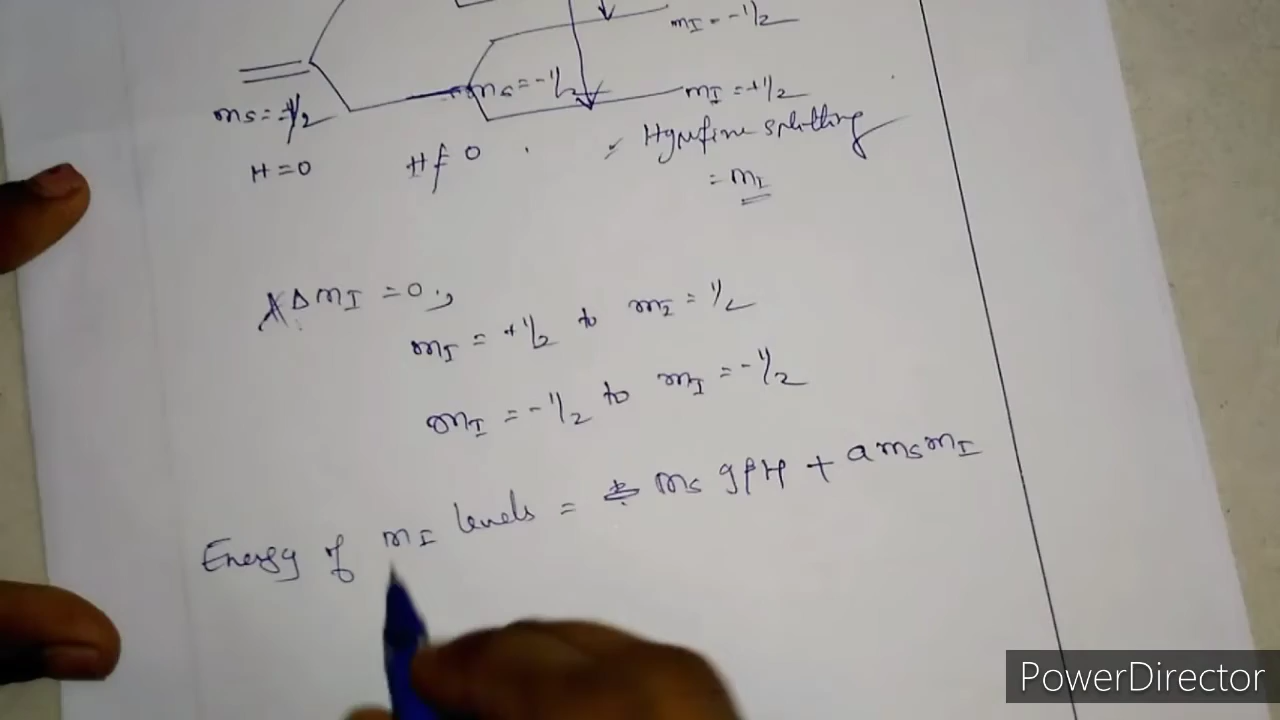 mI = -1/2
ms = -1/2
mI = +1/2
ms = -1/2
Hyperfine splitting
H = 0
H ≠ 0
= mI
ΔmI = 0,
mI = +1/2 to mI = 1/2
mI = -1/2 to mI = -1/2
Energy of mI levels = ms gβH + a ms mI
PowerDirector